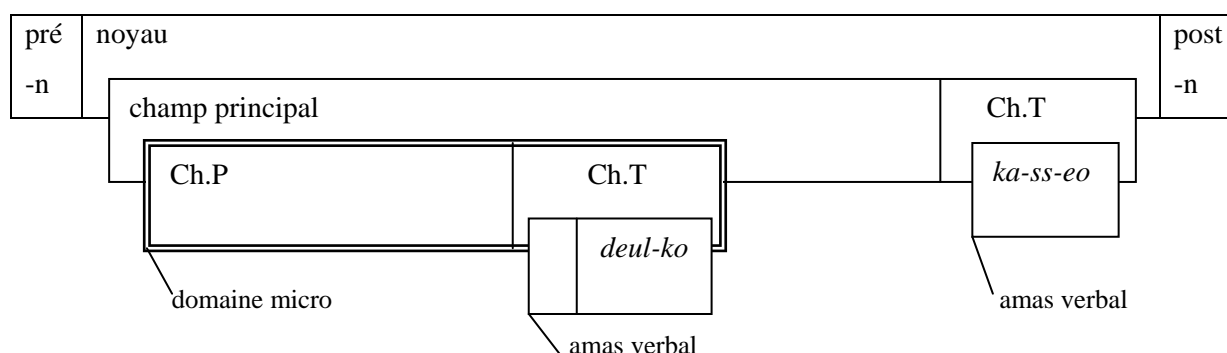 pré noyau post
-n -n
champ principal Ch.T
Ch.P Ch.T ka-ss-eo
deul-ko
domaine micro amas verbal
amas verbal